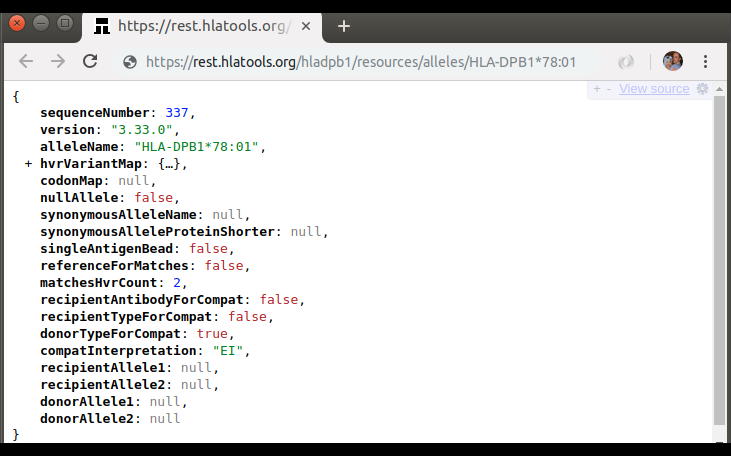 https://rest.hlatools.org/
https://rest.hlatools.org/hladpb1/resources/alleles/HLA-DPB1*78:01
+ - View source
{
sequenceNumber: 337,
version: "3.33.0",
alleleName: "HLA-DPB1*78:01",
+ hvrVariantMap: {…},
codonMap: null,
nullAllele: false,
synonymousAlleleName: null,
synonymousAlleleProteinShorter: null,
singleAntigenBead: false,
referenceForMatches: false,
matchesHvrCount: 2,
recipientAntibodyForCompat: false,
recipientTypeForCompat: false,
donorTypeForCompat: true,
compatInterpretation: "EI",
recipientAllele1: null,
recipientAllele2: null,
donorAllele1: null,
donorAllele2: null
}